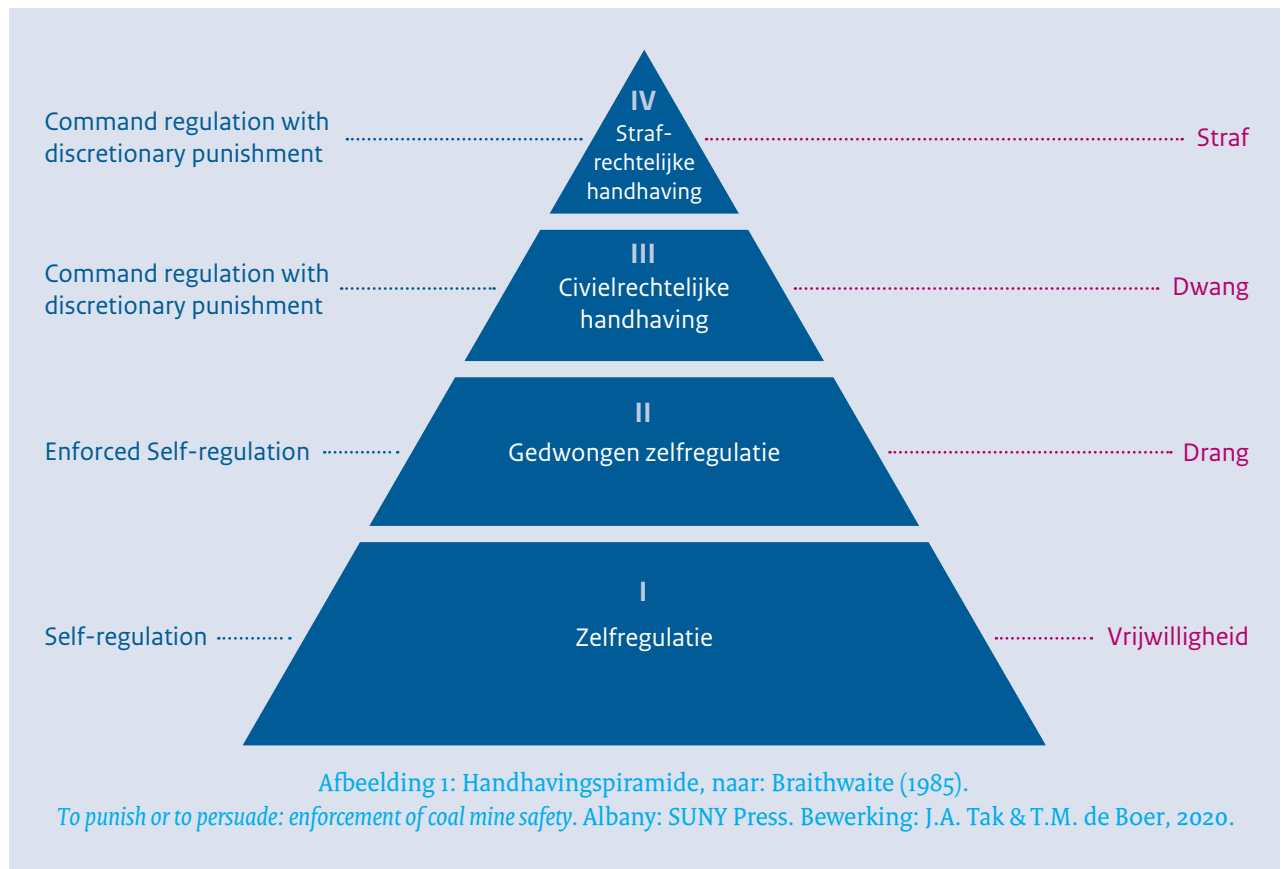 Command regulation with
discretionary punishment
IV
Straf-
rechtelijke
handhaving
Straf
Command regulation with
discretionary punishment
III
Civielrechtelijke
handhaving
Dwang
Enforced Self-regulation
II
Gedwongen zelfregulatie
Drang
Self-regulation
I
Zelfregulatie
Vrijwilligheid
Afbeelding 1: Handhavingspiramide, naar: Braithwaite (1985).
To punish or to persuade: enforcement of coal mine safety. Albany: SUNY Press. Bewerking: J.A. Tak & T.M. de Boer, 2020.